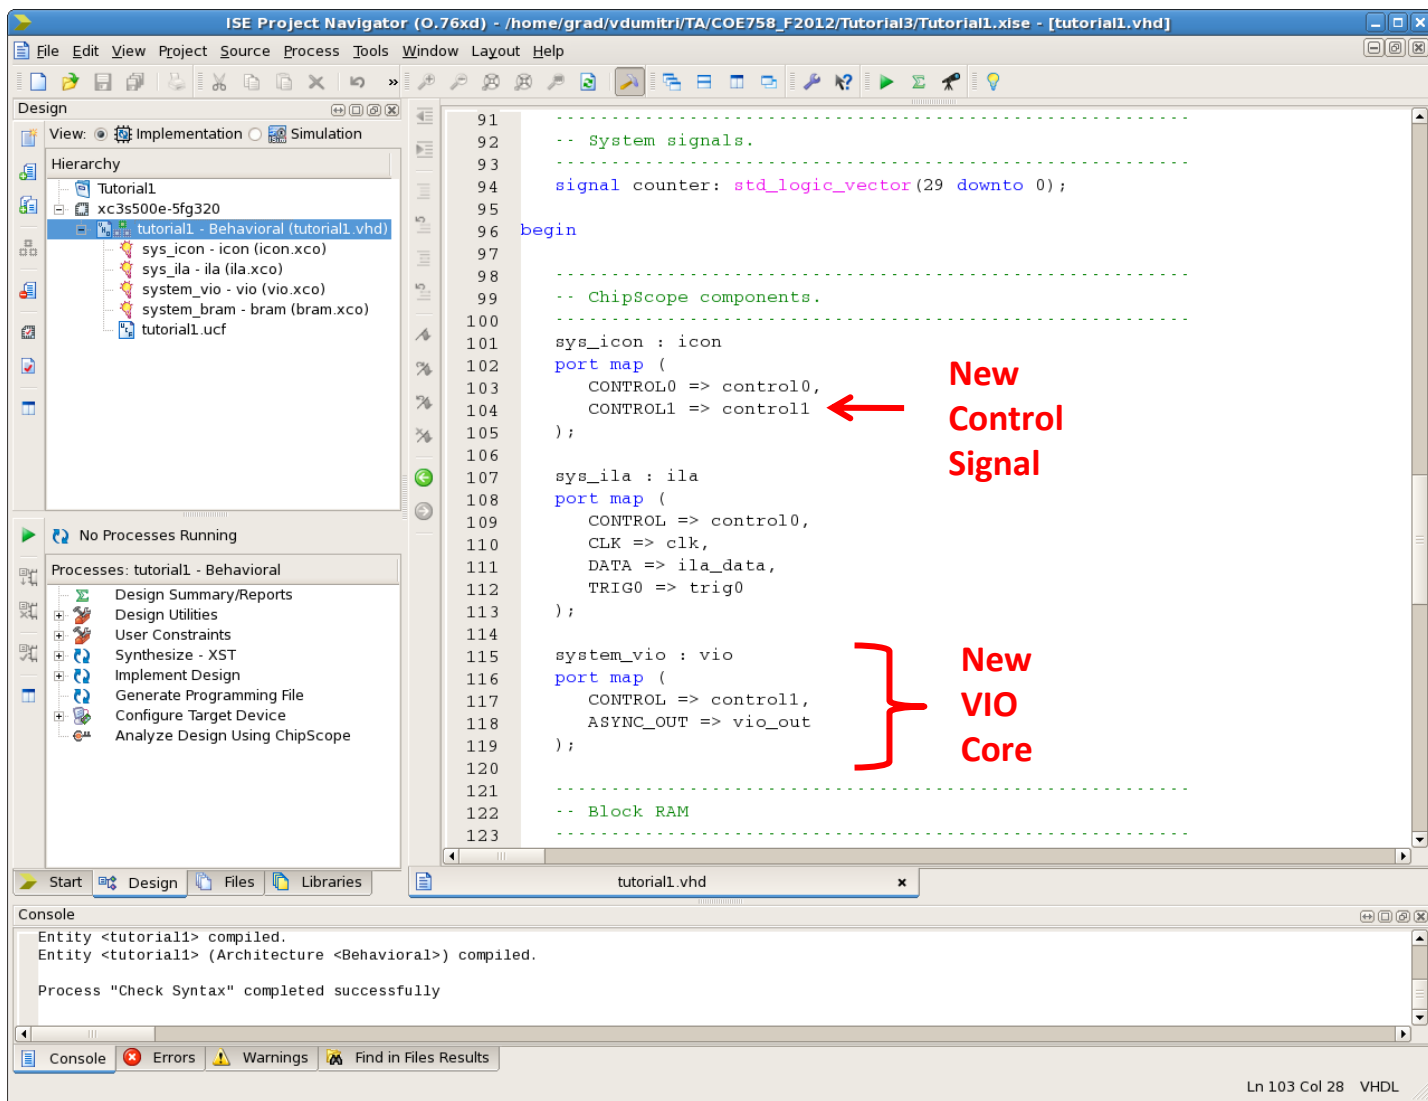 ISE Project Navigator (O.76xd) - /home/grad/vdumitri/TA/COE758_F2012/Tutorial3/Tutorial1.xise - [tutorial1.vhd]
File Edit View Project Source Process Tools Window Layout Help
Design
View: Implementation Simulation
Hierarchy
Tutorial1
xc3s500e-5fg320
tutorial1 - Behavioral (tutorial1.vhd)
sys_icon - icon (icon.xco)
sys_ila - ila (ila.xco)
system_vio - vio (vio.xco)
system_bram - bram (bram.xco)
tutorial1.ucf
No Processes Running
Processes: tutorial1 - Behavioral
Design Summary/Reports
Design Utilities
User Constraints
Synthesize - XST
Implement Design
Generate Programming File
Configure Target Device
Analyze Design Using ChipScope
Start Design Files Libraries
91 ---------------------------------------------------------
92 -- System signals.
93 ---------------------------------------------------------
94 signal counter: std_logic_vector(29 downto 0);
95
96 begin
97
98 ---------------------------------------------------------
99 -- ChipScope components.
100 ---------------------------------------------------------
101 sys_icon : icon
102 port map (
103 CONTROL0 => control0,
104 CONTROL1 => control1
105 );
106
107 sys_ila : ila
108 port map (
109 CONTROL => control0,
110 CLK => clk,
111 DATA => ila_data,
112 TRIG0 => trig0
113 );
114
115 system_vio : vio
116 port map (
117 CONTROL => control1,
118 ASYNC_OUT => vio_out
119 );
120
121 ---------------------------------------------------------
122 -- Block RAM
123 ---------------------------------------------------------
New
Control
Signal
New
VIO
Core
tutorial1.vhd
Console
Entity <tutorial1> compiled.
Entity <tutorial1> (Architecture <Behavioral>) compiled.
Process "Check Syntax" completed successfully
Console Errors Warnings Find in Files Results
Ln 103 Col 28 VHDL